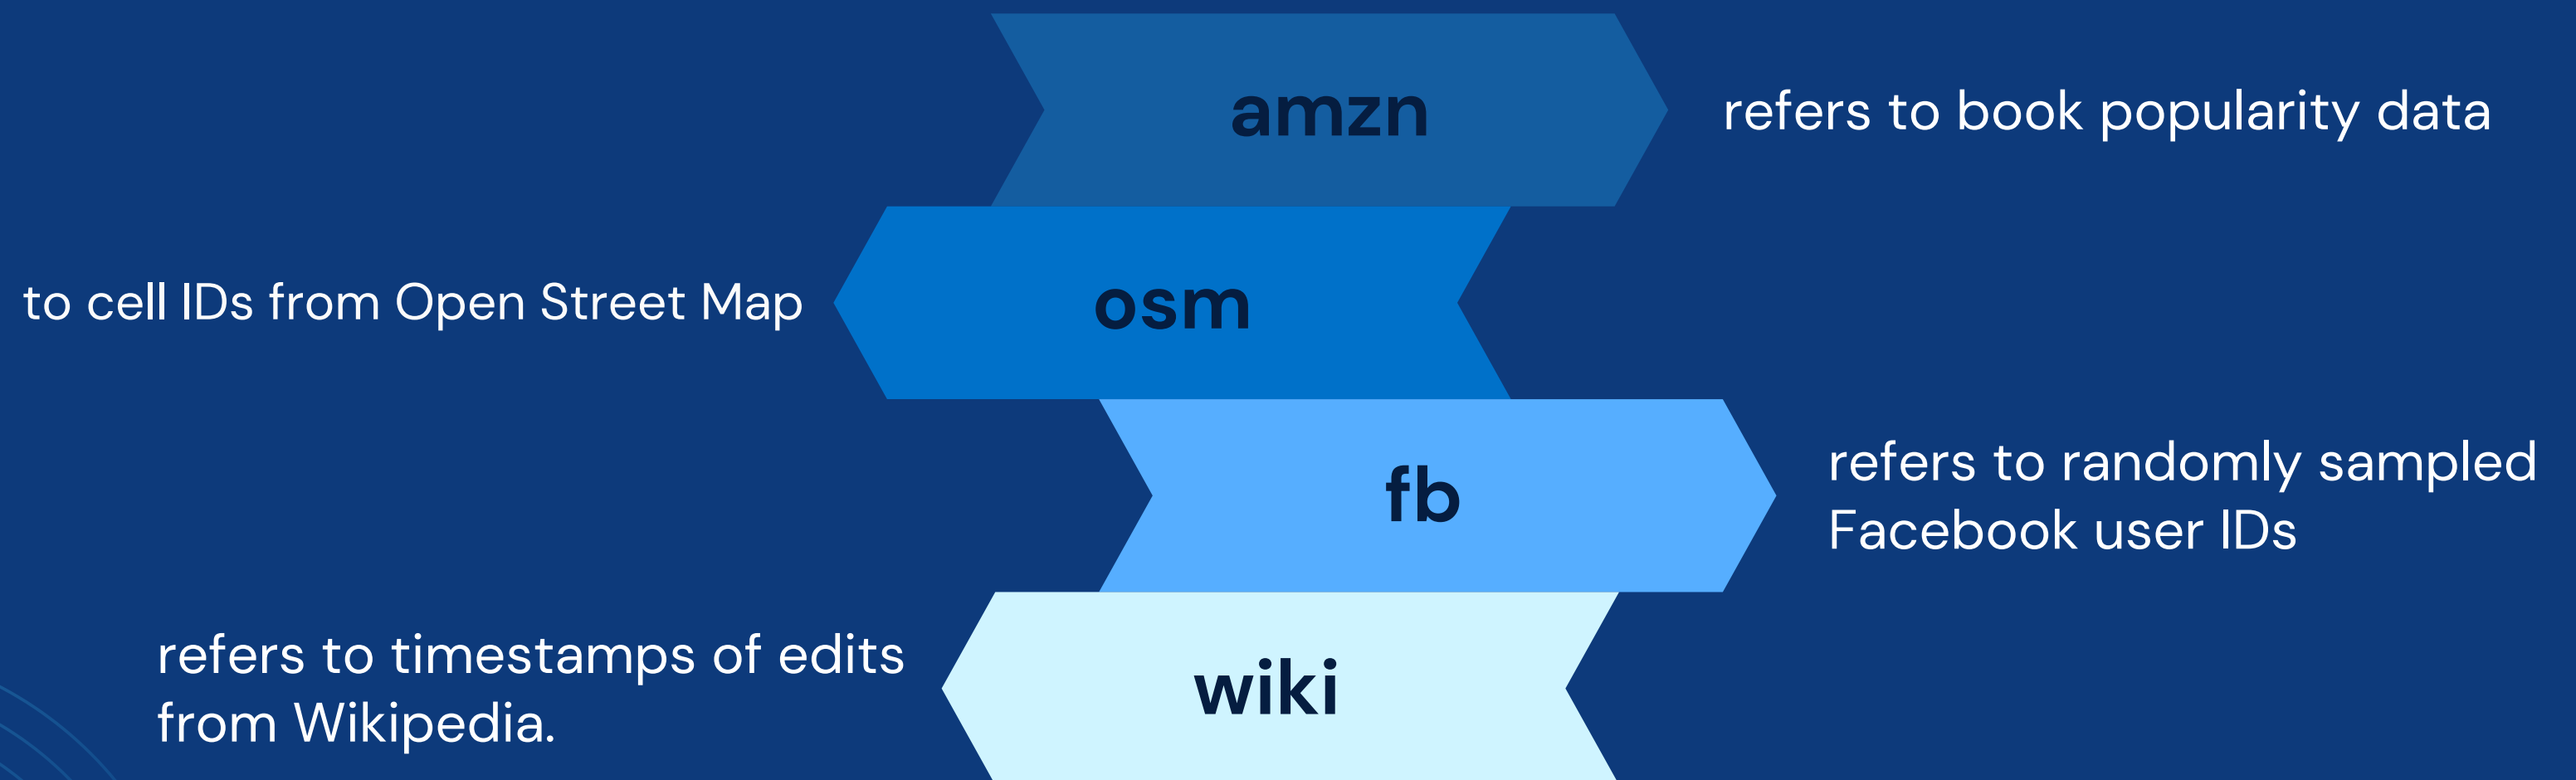 amzn
refers to book popularity data
to cell IDs from Open Street Map
osm
fb
refers to randomly sampled
Facebook user IDs
refers to timestamps of edits
from Wikipedia.
wiki